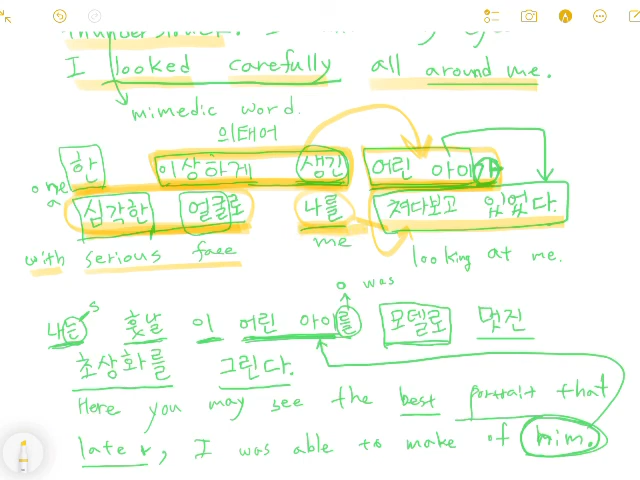 I looked carefully all around me.
mimedic word.
의태어
한 이상하게 생긴 어린 아이가
one
a
심각한 얼굴로 나를 쳐다보고 있었다.
with serious face me looking at me.
o was
s
내는 훗날 이 어린 아이를 모델로 멋진
초상화를 그린다.
Here you may see the best portrait that
later, I was able to make of him.